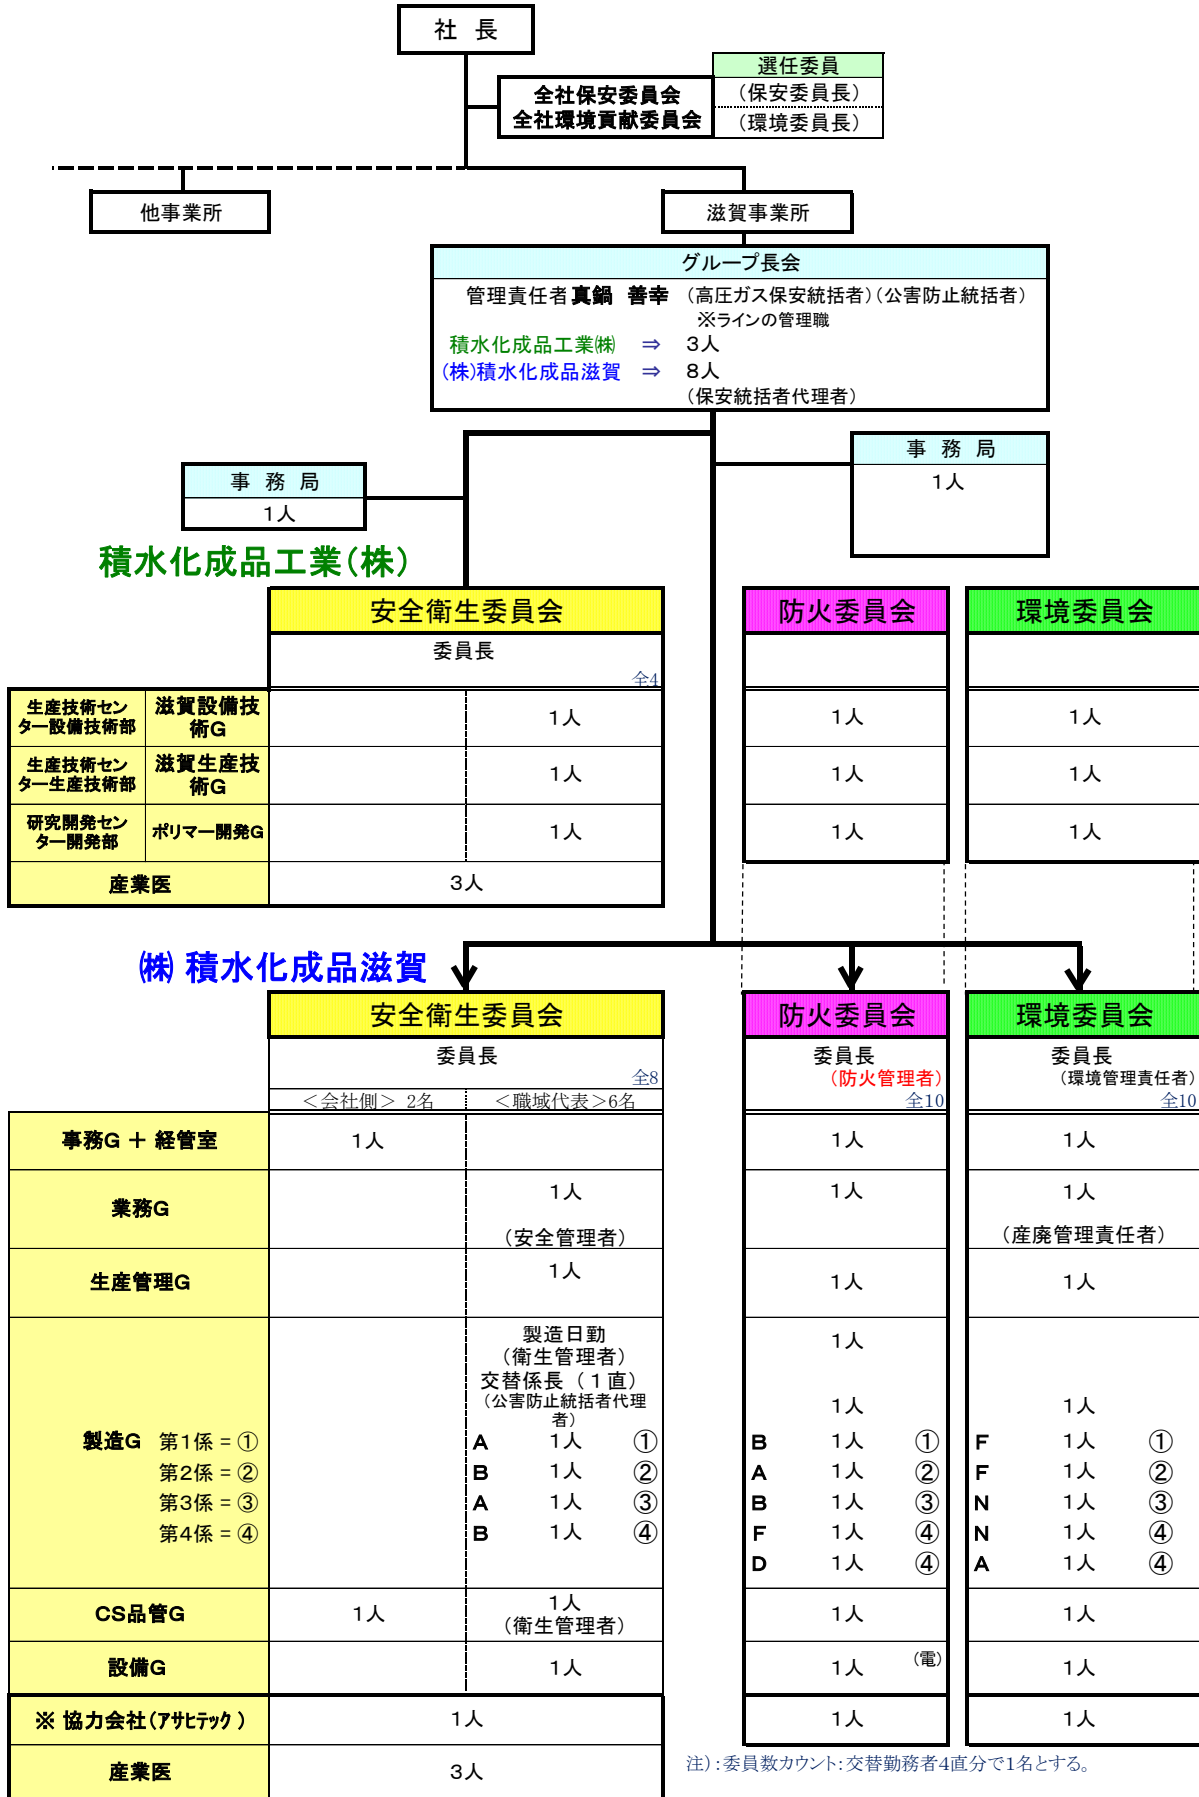 社 長
選任委員
全社保安委員会
(保安委員長)
全社環境貢献委員会
(環境委員長)
他事業所
滋賀事業所
グループ長会
管理責任者 真鍋 善幸 (高圧ガス保安統括者)(公害防止統括者)
※ラインの管理職
積水化成品工業㈱ ⇒ 3人
(株)積水化成品滋賀 ⇒ 8人
(保安統括者代理者)
事 務 局
1人
事 務 局
1人
積水化成品工業(株)
安全衛生委員会 防火委員会 環境委員会
委員長
全4
生産技術セン
ター設備技術部
滋賀設備技
術G
1人 1人 1人
生産技術セン
ター生産技術部
滋賀生産技
術G
1人 1人 1人
研究開発セン
ター開発部
ポリマー開発G
1人 1人 1人
産業医 3人
㈱ 積水化成品滋賀
安全衛生委員会 防火委員会 環境委員会
委員長 委員長 委員長
全8 (防火管理者) (環境管理責任者)
<会社側> 2名 <職域代表>6名 全10 全10
事務G + 経管室 1人 1人 1人
業務G 1人 1人 1人
(安全管理者) (産廃管理責任者)
生産管理G 1人 1人 1人
製造日勤 1人
(衛生管理者)
交替係長(1直)
(公害防止統括者代理
者)
1人 1人
製造G 第1係 = ① A 1人 ① B 1人 ① F 1人 ①
第2係 = ② B 1人 ② A 1人 ② F 1人 ②
第3係 = ③ A 1人 ③ B 1人 ③ N 1人 ③
第4係 = ④ B 1人 ④ F 1人 ④ N 1人 ④
D 1人 ④ A 1人 ④
CS品管G 1人 1人 1人 1人
(衛生管理者)
設備G 1人 1人 (電) 1人
※ 協力会社(アサヒテック) 1人 1人 1人
産業医 3人
注):委員数カウント:交替勤務者4直分で1名とする。